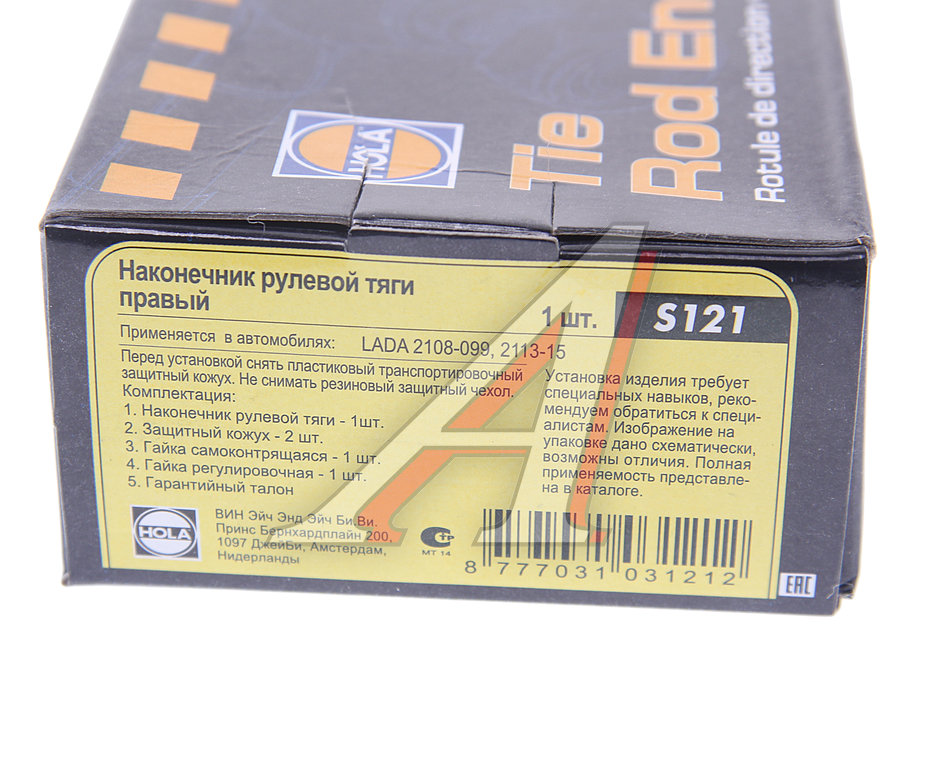 HOLA
Tie
Rod En
Rotule de direction
Наконечник рулевой тяги
правый
1 шт.
S121
Применяется в автомобилях: LADA 2108-099, 2113-15
Перед установкой снять пластиковый транспортировочный
защитный кожух. Не снимать резиновый защитный чехол.
Комплектация:
1. Наконечник рулевой тяги - 1шт.
2. Защитный кожух - 2 шт.
3. Гайка самоконтрящаяся - 1 шт.
4. Гайка регулировочная - 1 шт.
5. Гарантийный талон
Установка изделия требует
специальных навыков, реко-
мендуем обратиться к специ-
алистам. Изображение на
упаковке дано схематически,
возможны отличия. Полная
применяемость представле-
на в каталоге.
HOLA
ВИН Эйч Энд Эйч Би.Ви.
Принс Бернхардплайн 200,
1097 ДжейБи, Амстердам,
Нидерланды
МТ 14
8 777031 031212
EAC